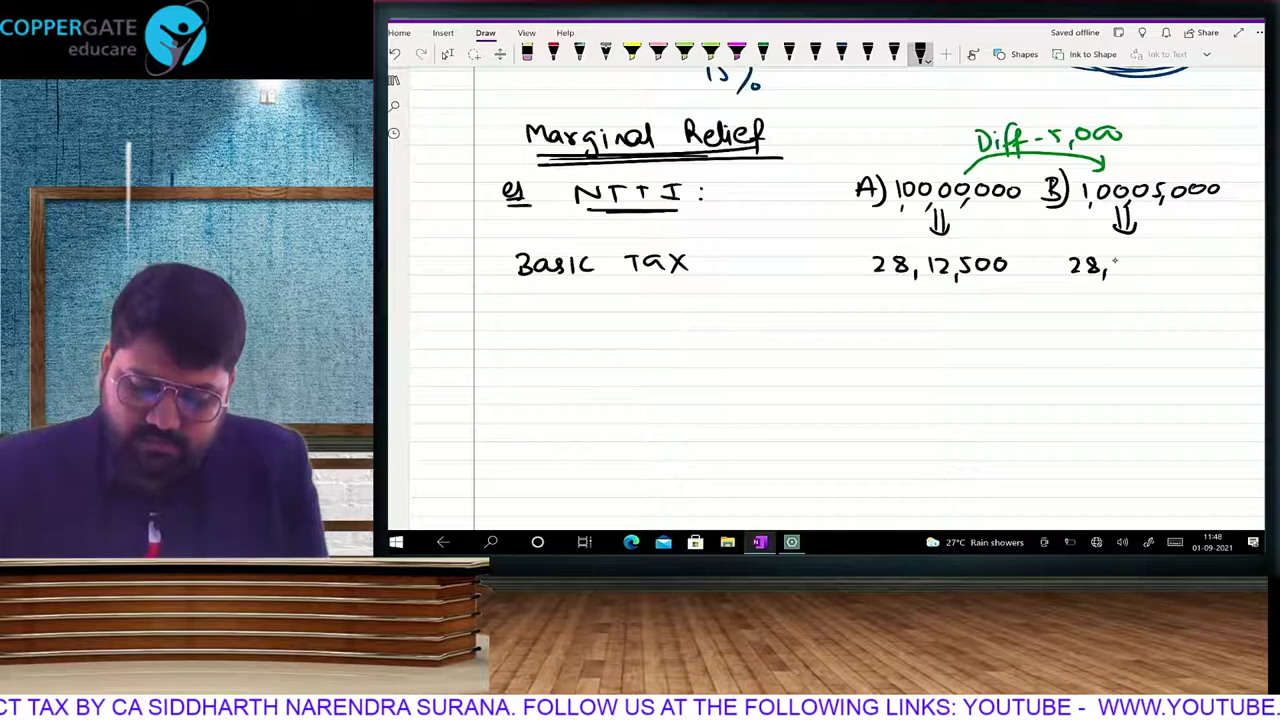 COPPERGATE
educare
Home Insert Draw View Help
Saved offline
Share
Shapes
Ink to Shape
Ink to Text
15%
Marginal Relief
Diff - 5,000
eg NTTI : A) 1,00,00,000 B) 1,00,05,000
Basic Tax 28,12,500 28,
27°C Rain showers
11:48
01-09-2021
CT TAX BY CA SIDDHARTH NARENDRA SURANA. FOLLOW US AT THE FOLLOWING LINKS: YOUTUBE - WWW.YOUTUBE.